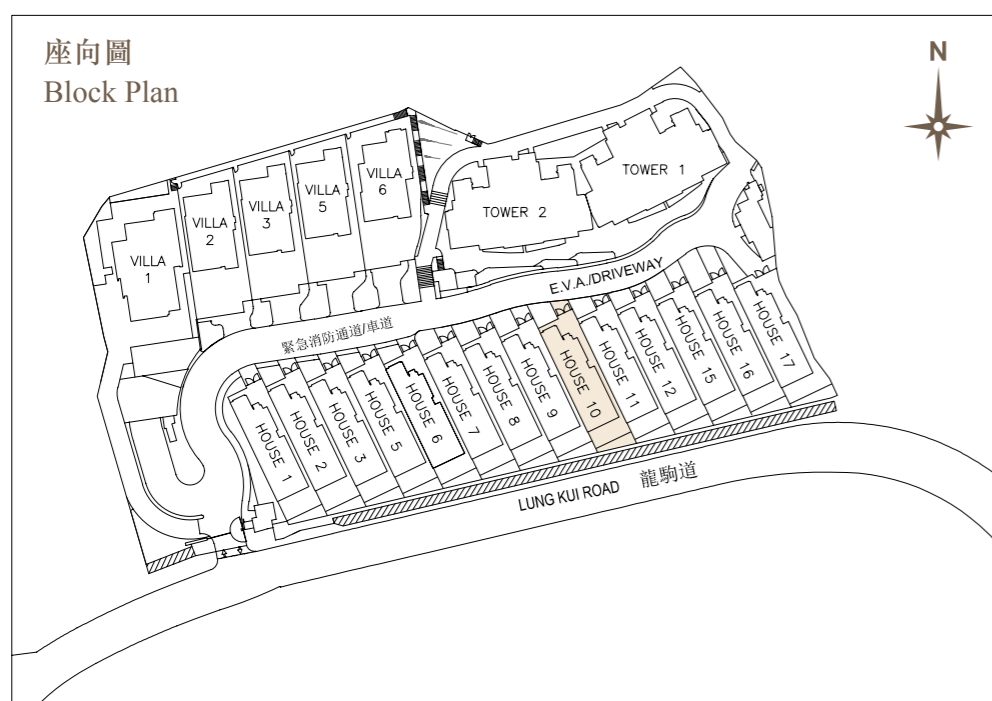 座向圖
Block Plan
N
VILLA
1
VILLA
2
VILLA
3
VILLA
5
VILLA
6
TOWER 2
TOWER 1
E.V.A./DRIVEWAY
緊急消防通道/車道
HOUSE 1
HOUSE 2
HOUSE 3
HOUSE 5
HOUSE 6
HOUSE 7
HOUSE 8
HOUSE 9
HOUSE 10
HOUSE 11
HOUSE 12
HOUSE 15
HOUSE 16
HOUSE 17
LUNG KUI ROAD 龍駒道